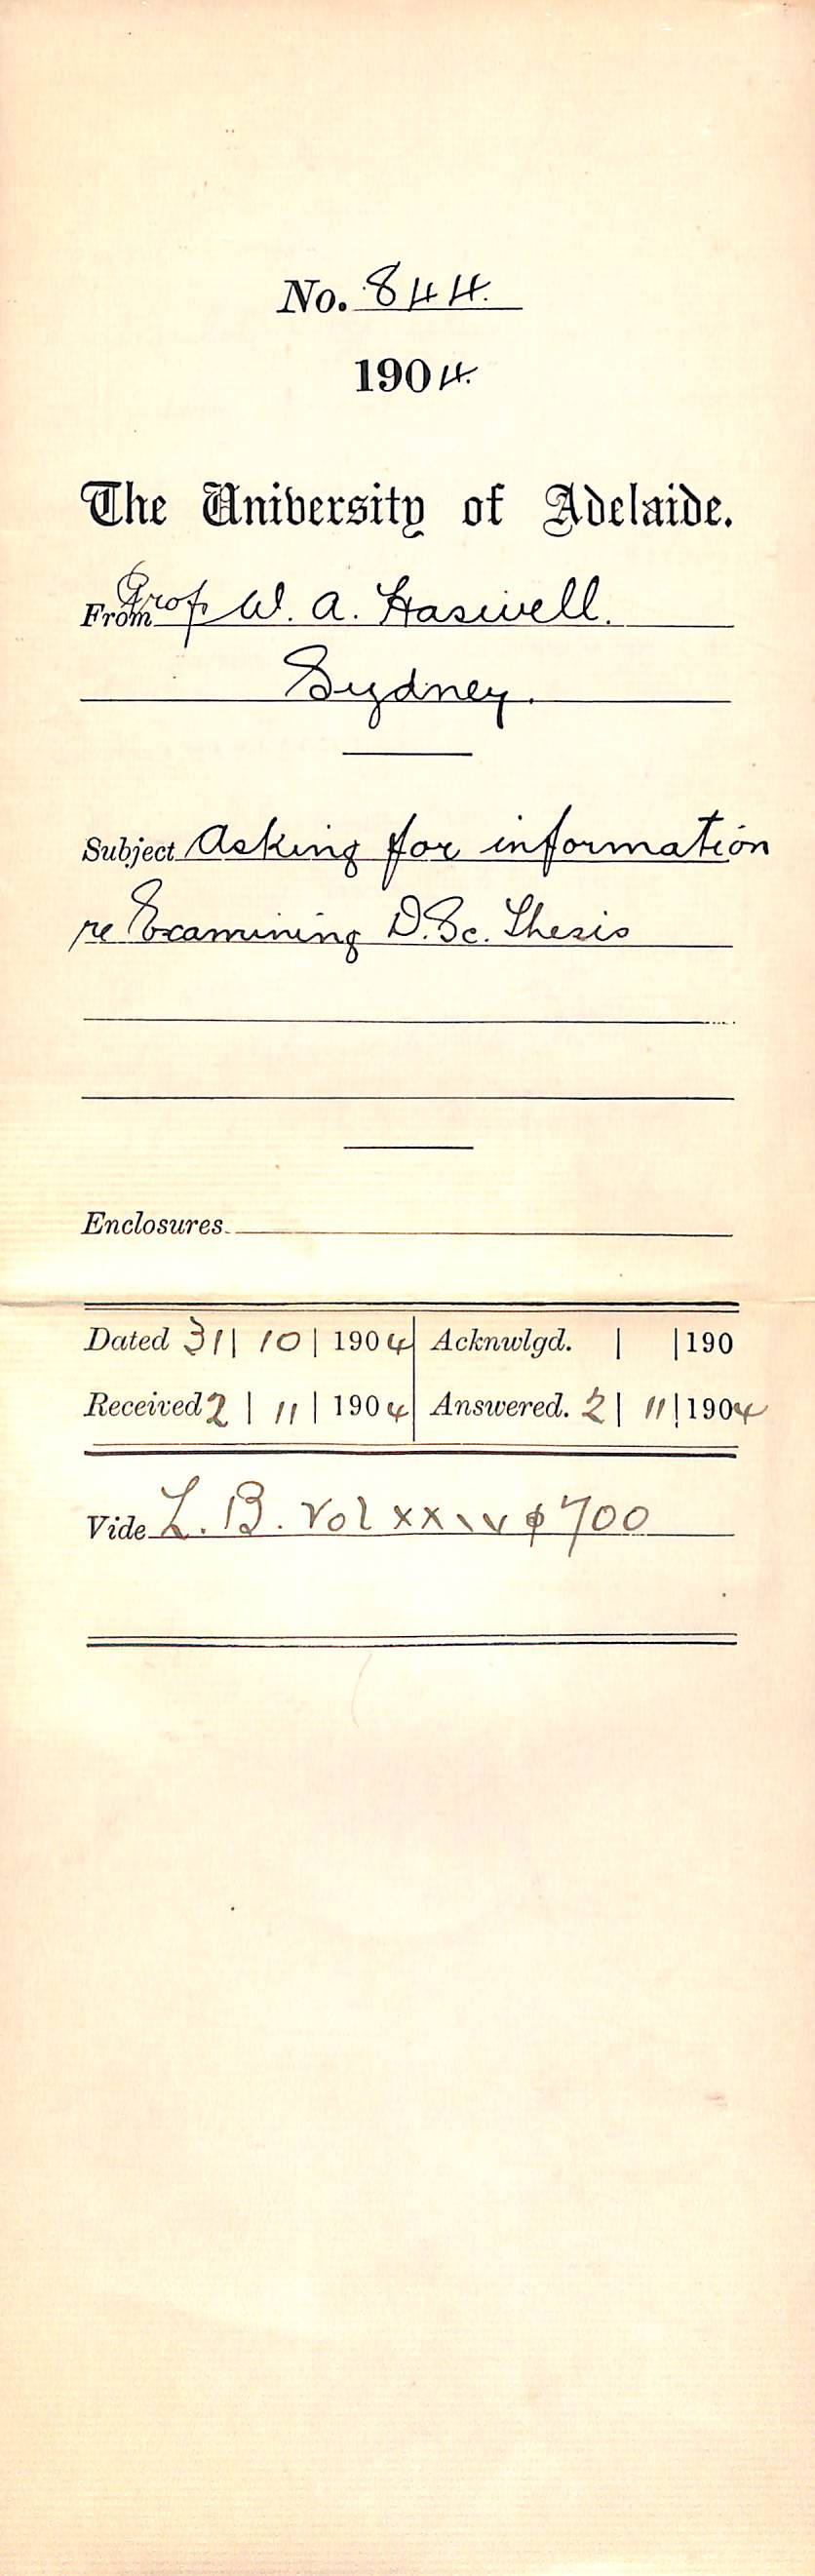 No. 844.
1904.
The University of Adelaide.
From Prof. W. A. Haswell.
Sydney.
Subject Asking for information
re Examining D.Sc. Thesis
Enclosures
Dated 31 | 10 | 1904 Acknwlgd. | | 190
Received 2 | 11 | 1904 Answered. 2 | 11 | 1904
Vide L. B. Vol xxiv p 700